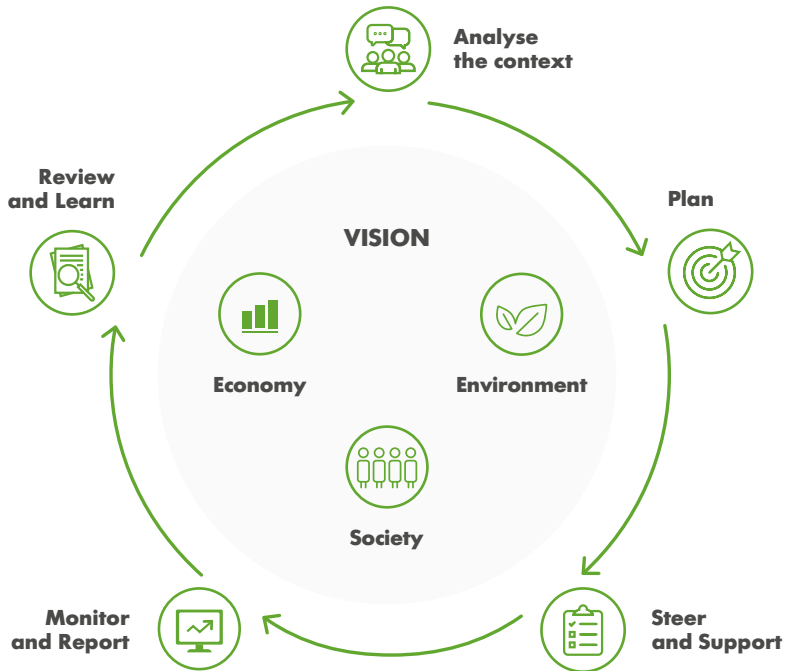 Analyse
the context
Review
and Learn
Plan
VISION
Economy
Environment
Society
Monitor
and Report
Steer
and Support